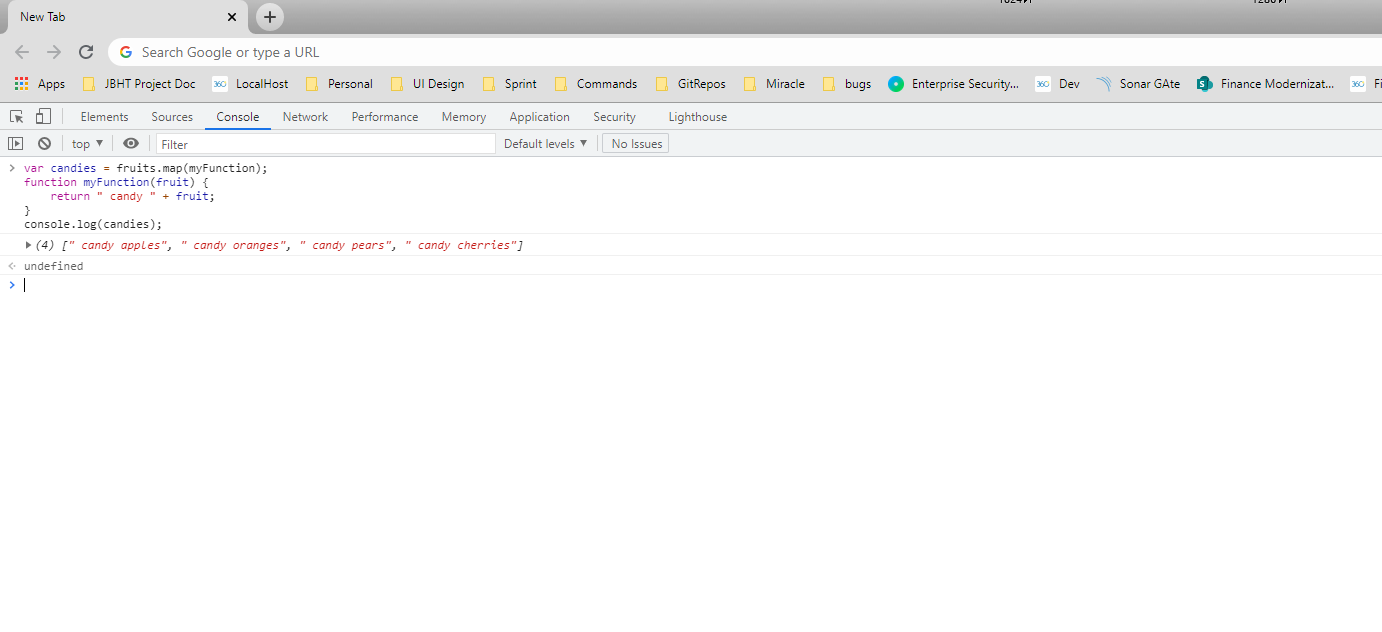 New Tab
Search Google or type a URL
Apps JBHT Project Doc 360 LocalHost Personal UI Design Sprint Commands GitRepos Miracle bugs Enterprise Security... 360 Dev Sonar GAte S Finance Modernizat... 360
Elements Sources Console Network Performance Memory Application Security Lighthouse
top ▼ Filter Default levels ▼ No Issues
> var candies = fruits.map(myFunction);
function myFunction(fruit) {
    return " candy " + fruit;
}
console.log(candies);
(4) [" candy apples", " candy oranges", " candy pears", " candy cherries"]
undefined
>